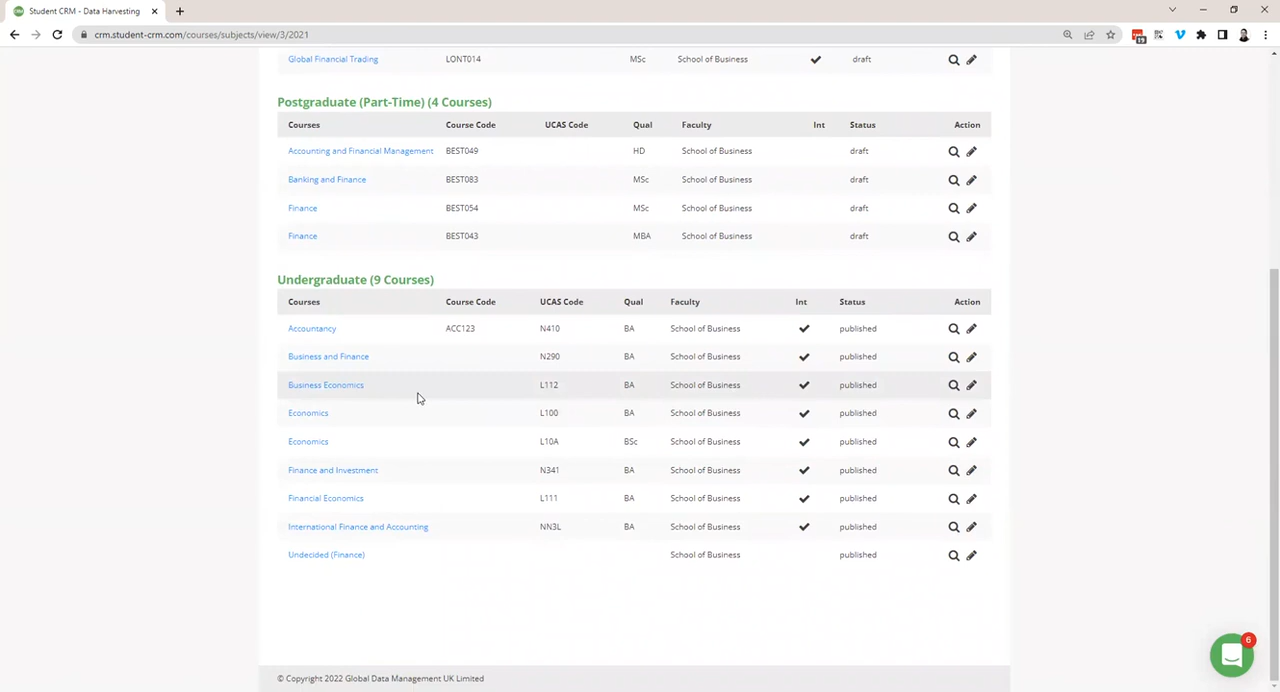 Student CRM - Data Harvesting
crm.student-crm.com/courses/subjects/view/3/2021
19
Global Financial Trading LONT014 MSc School of Business draft
Postgraduate (Part-Time) (4 Courses)
Courses Course Code UCAS Code Qual Faculty Int Status Action
Accounting and Financial Management BEST049 HD School of Business draft
Banking and Finance BEST083 MSc School of Business draft
Finance BEST054 MSc School of Business draft
Finance BEST043 MBA School of Business draft
Undergraduate (9 Courses)
Courses Course Code UCAS Code Qual Faculty Int Status Action
Accountancy ACC123 N410 BA School of Business published
Business and Finance N290 BA School of Business published
Business Economics L112 BA School of Business published
Economics L100 BA School of Business published
Economics L10A BSc School of Business published
Finance and Investment N341 BA School of Business published
Financial Economics L111 BA School of Business published
International Finance and Accounting NN3L BA School of Business published
Undecided (Finance) School of Business published
6
© Copyright 2022 Global Data Management UK Limited